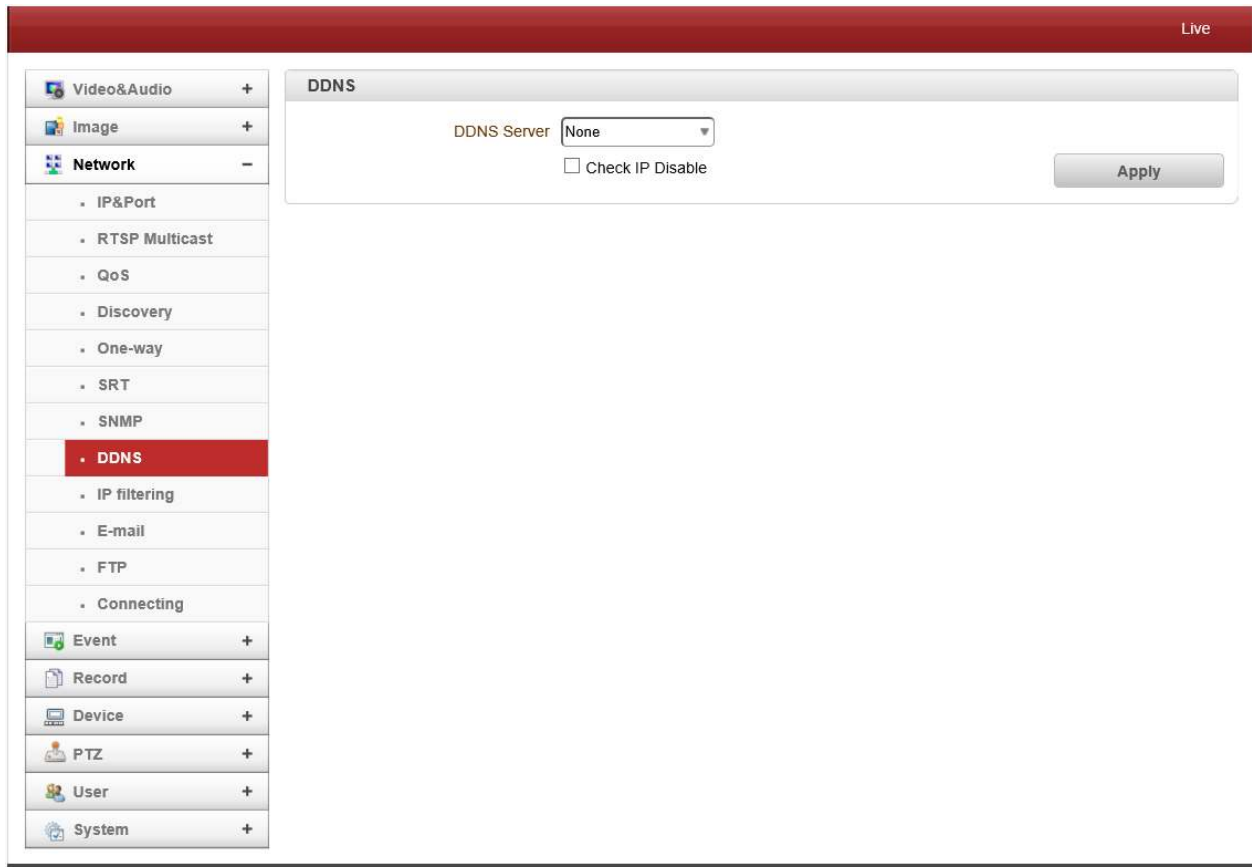 Live
Video&Audio +
Image +
Network −
IP&Port
RTSP Multicast
QoS
Discovery
One-way
SRT
SNMP
DDNS
IP filtering
E-mail
FTP
Connecting
Event +
Record +
Device +
PTZ +
User +
System +
DDNS
DDNS Server None
Check IP Disable
Apply